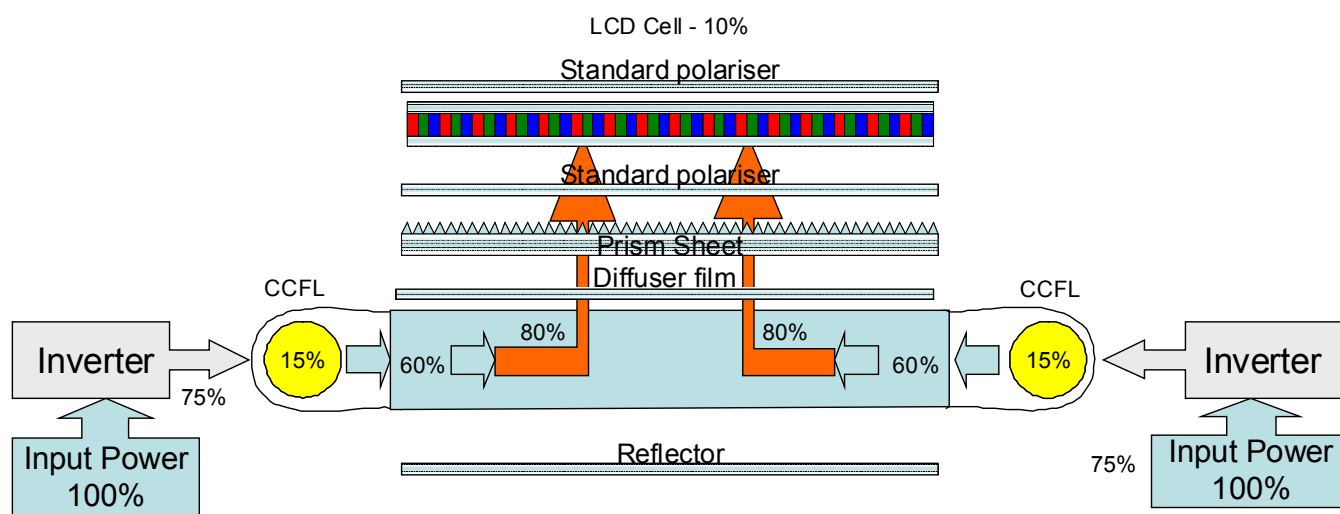 LCD Cell - 10%
Standard polariser
Standard polariser
Prism Sheet
Diffuser film
CCFL
CCFL
80%
80%
Inverter
15%
60%
60%
15%
Inverter
75%
Input Power
100%
Reflector
75%
Input Power
100%